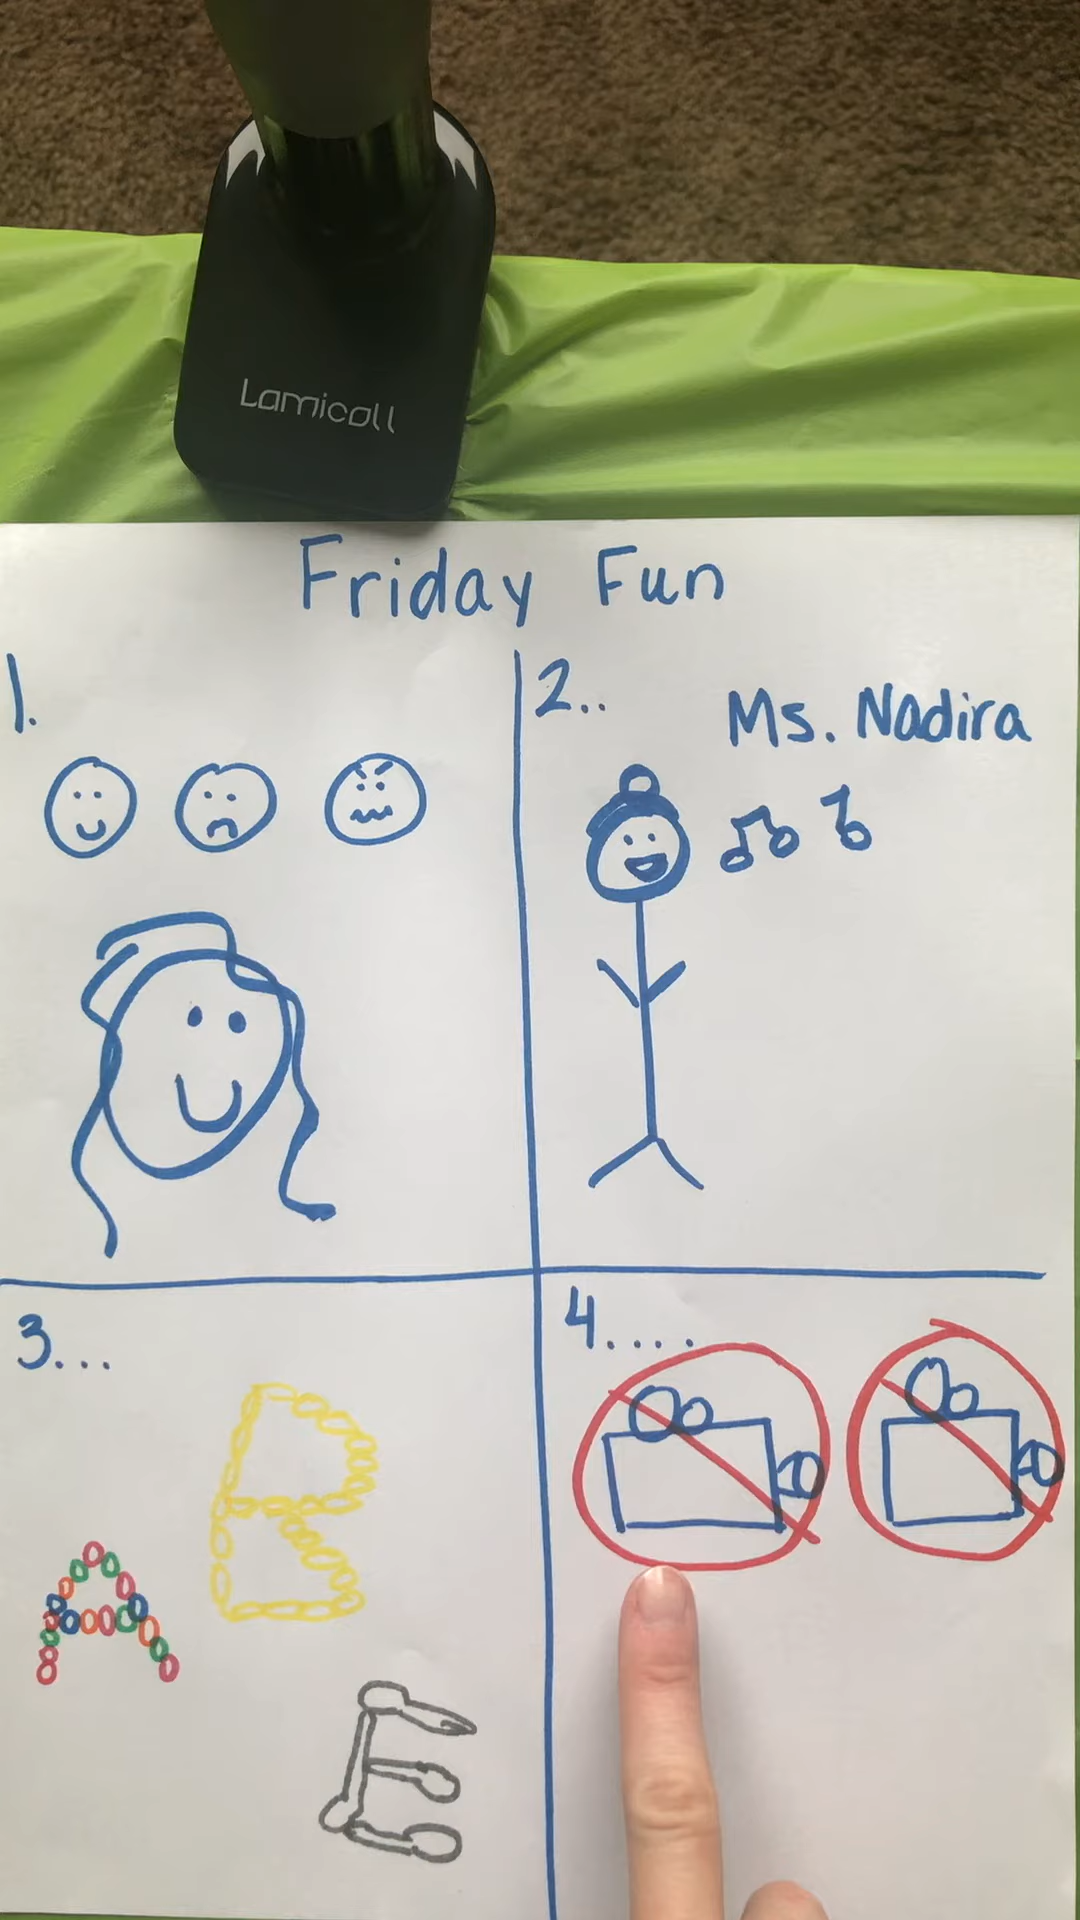 Lamicall
Friday Fun
1.
2..
Ms. Nadira
3...
4.....
A
B
E